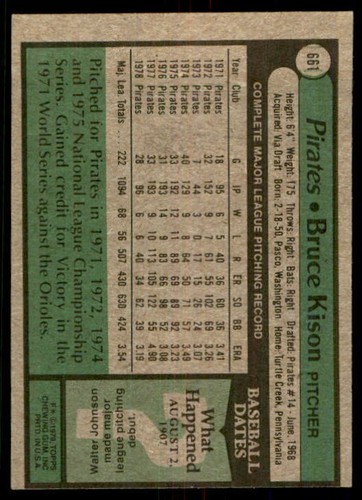 661
Pirates • Bruce Kison PITCHER
Height: 6'4" Weight: 175 Throws: Right Bats: Right Drafted: Pirates #14 - June, 1968
Acquired: Via Draft Born: 2-18-50, Pasco, Washington Home: Turtle Creek, Pennsylvania
COMPLETE MAJOR LEAGUE PITCHING RECORD
Year Club G IP W L R ER SO BB ERA
1971 Pirates 18 95 6 5 40 36 60 36 3.41
1972 Pirates 32 152 9 7 67 55 102 69 3.26
1973 Pirates 7 44 3 0 16 15 26 24
1974 Pirates 40 129 9 8 64 50 71 57 3.49
1975 Pirates 33 192 12 11 84 69 89 92 3.23
1976 Pirates 31 193 14 9 83 66 98 52 3.08
1977 Pirates 33 193 9 10 113 105 122 55 4.90
1978 Pirates 28 96 6 6 40 34 62 39 3.19
Maj. Lea. Totals 222 1094 68 56 507 430 630 424 3.54
Pitched for Pirates in 1971, 1972, 1974
and 1975 National League Championship
Series. Gained credit for Victory in the
1971 World Series against the Orioles.
BASEBALL
DATES
What
Happened
AUGUST 2,
1907
?
Walter Johnson
made major
league pitching
debut.
© 1979 TOPPS
CHEWING GUM, INC.
PRTD. IN U.S.A.